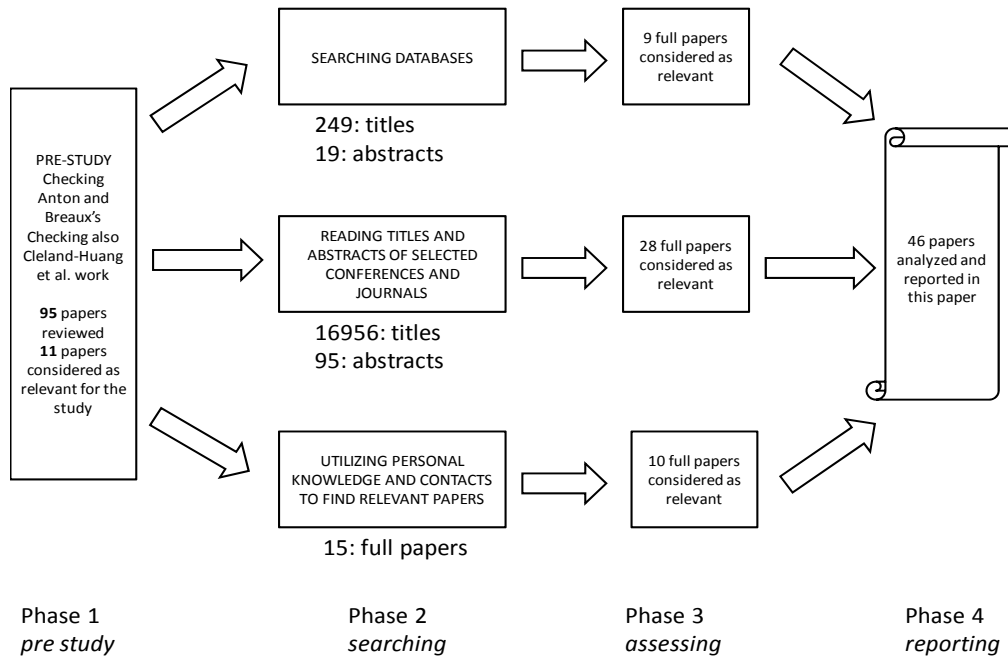 PRE-STUDY
Checking
Anton and
Breaux’s
Checking also
Cleland-Huang
et al. work
95 papers
reviewed
11 papers
considered as
relevant for the
study
SEARCHING DATABASES
249: titles
19: abstracts
9 full papers
considered as
relevant
READING TITLES AND
ABSTRACTS OF SELECTED
CONFERENCES AND
JOURNALS
16956: titles
95: abstracts
28 full papers
considered as
relevant
UTILIZING PERSONAL
KNOWLEDGE AND CONTACTS
TO FIND RELEVANT PAPERS
15: full papers
10 full papers
considered as
relevant
46 papers
analyzed and
reported in
this paper
Phase 1
pre study
Phase 2
searching
Phase 3
assessing
Phase 4
reporting